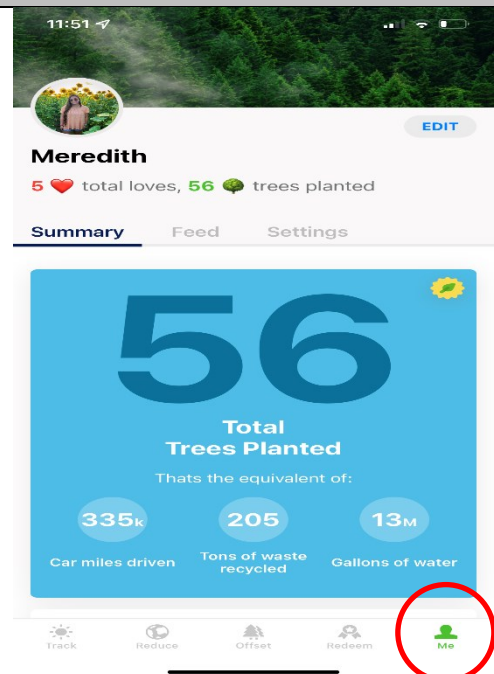 11:51
EDIT
Meredith
5 ❤️ total loves, 56 🌳 trees planted
Summary Feed Settings
56
Total
Trees Planted
Thats the equivalent of:
335K 205 13M
Car miles driven Tons of waste recycled Gallons of water
Track Reduce Offset Redeem Me